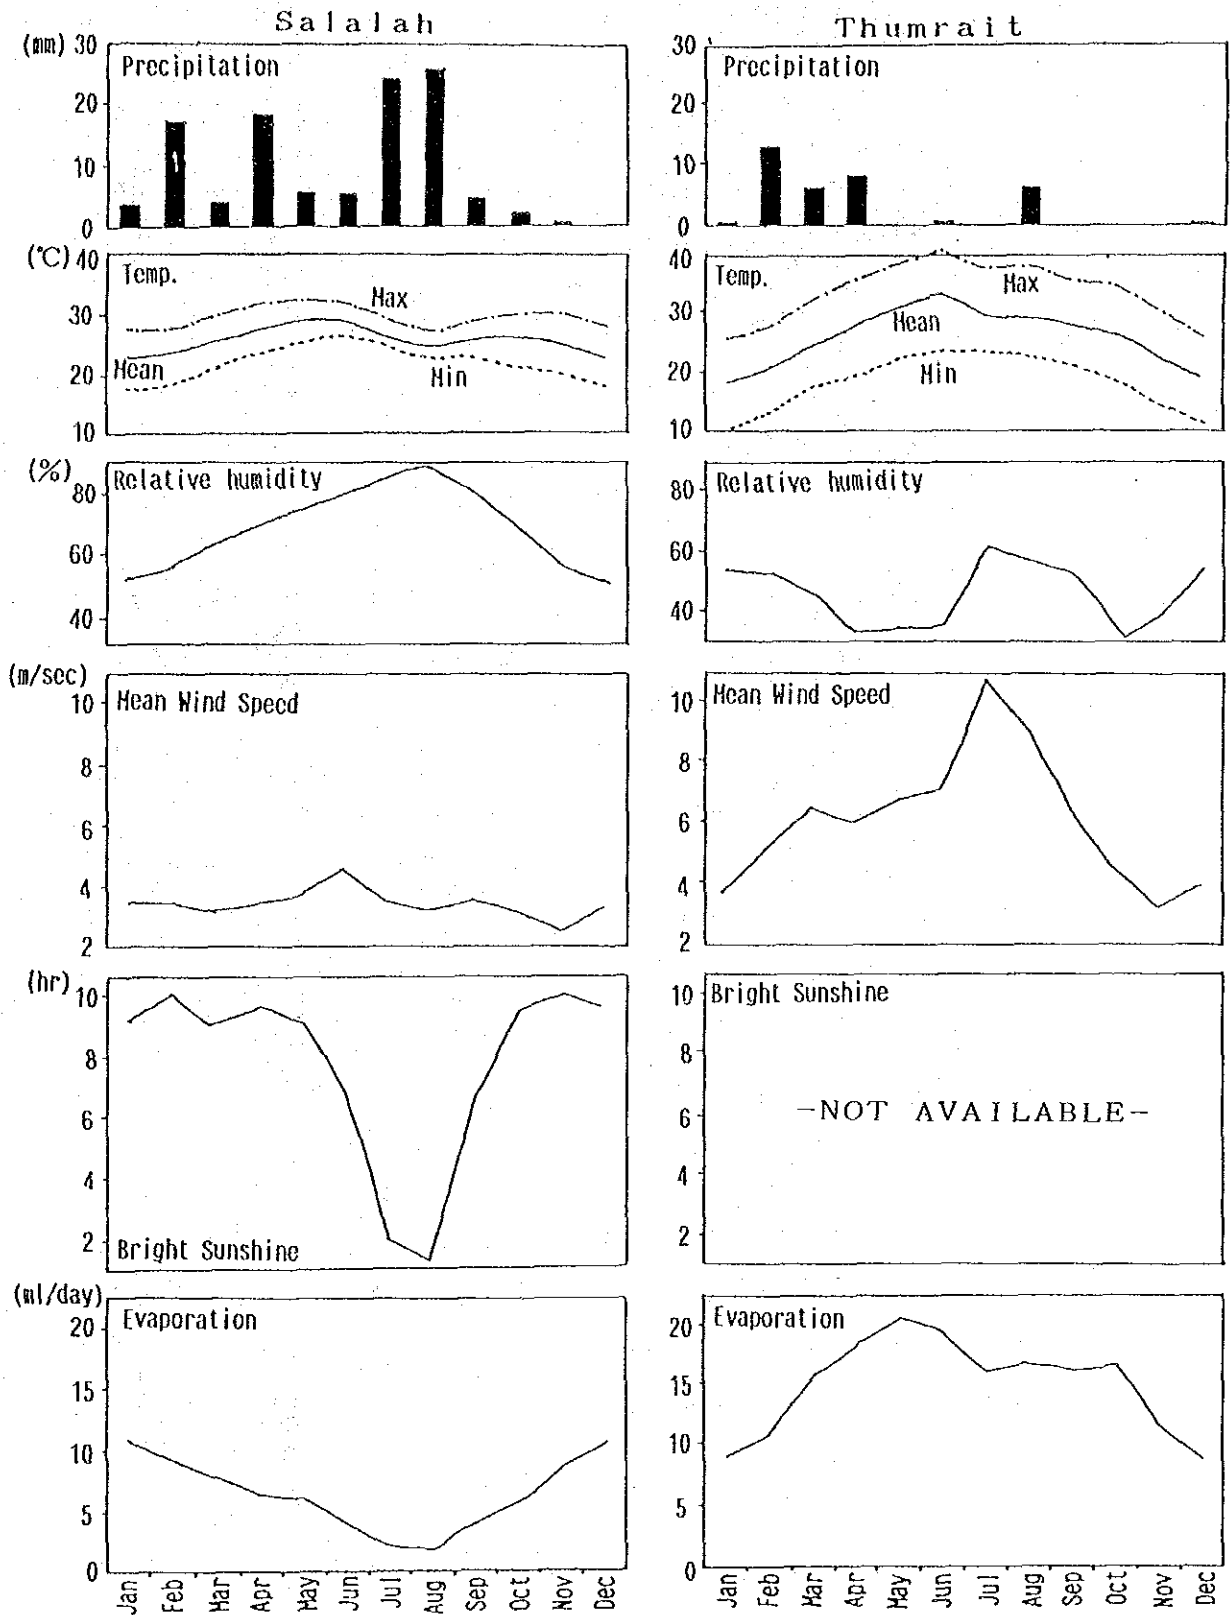 Salalah
(mm) 30
Precipitation
20
10
0
(℃) 40
Temp.
30
20
10
Max
Mean
Min
(%)
Relative humidity
80
60
40
(m/sec)
10
Mean Wind Speed
8
6
4
2
(hr)
10
8
6
4
2
Bright Sunshine
(ml/day)
20
Evaporation
15
10
5
0
Jan Feb Mar Apr May Jun Jul Aug Sep Oct Nov Dec
Thumrait
30
Precipitation
20
10
0
40
Temp.
30
20
10
Max
Mean
Min
Relative humidity
80
60
40
10
Mean Wind Speed
8
6
4
2
10
Bright Sunshine
8
6
4
2
-NOT AVAILABLE-
20
Evaporation
15
10
5
0
Jan Feb Mar Apr May Jun Jul Aug Sep Oct Nov Dec